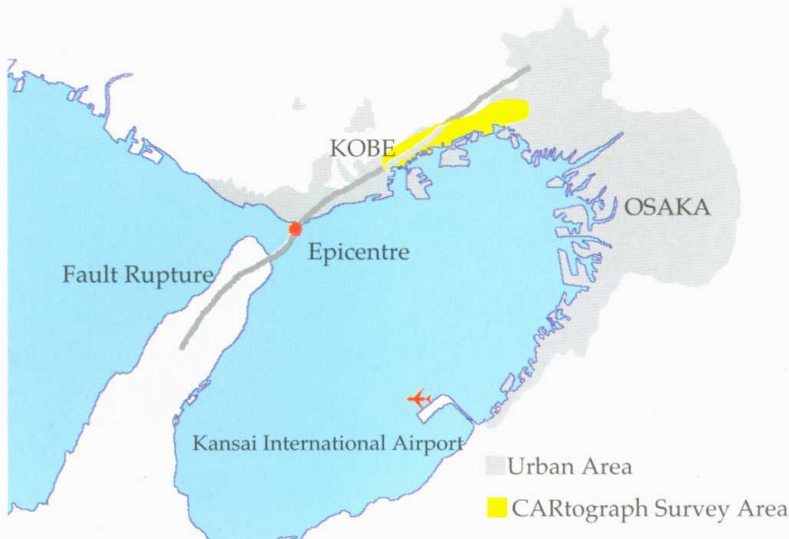 KOBE
OSAKA
Epicentre
Fault Rupture
Kansai International Airport
Urban Area
CARtograph Survey Area